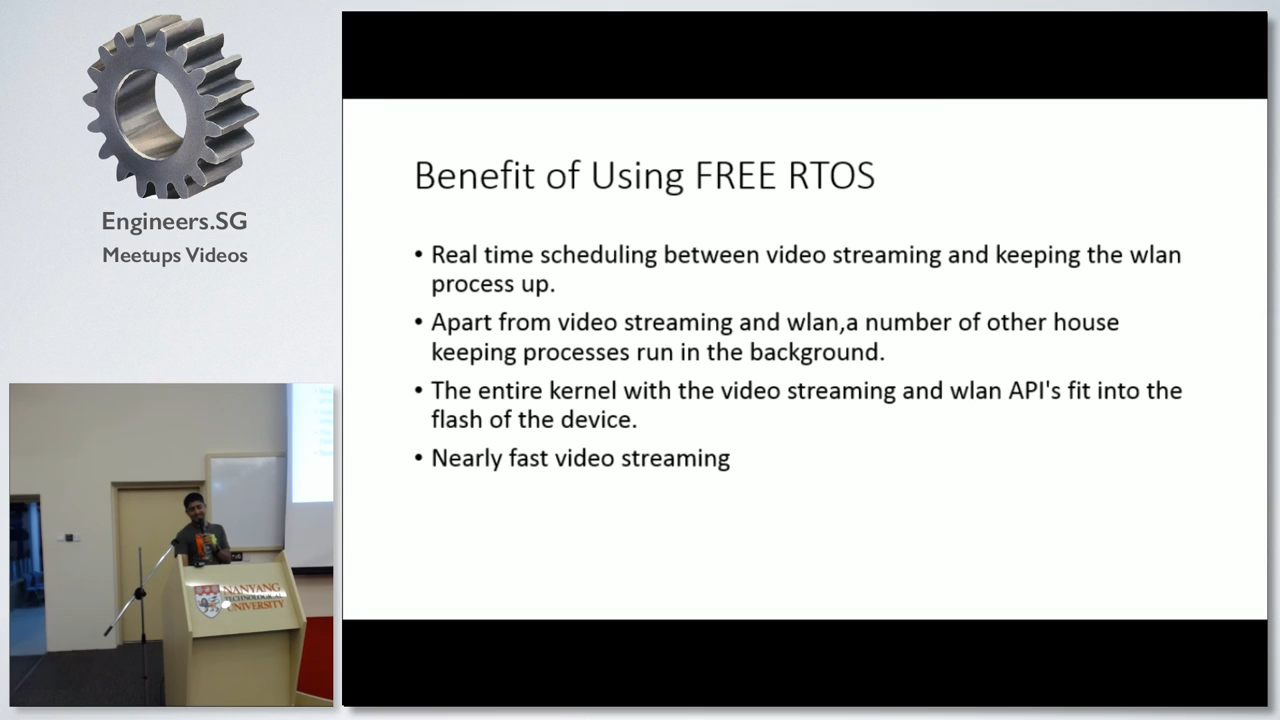 Engineers.SG
Meetups Videos
Benefit of Using FREE RTOS
• Real time scheduling between video streaming and keeping the wlan
process up.
• Apart from video streaming and wlan,a number of other house
keeping processes run in the background.
• The entire kernel with the video streaming and wlan API's fit into the
flash of the device.
• Nearly fast video streaming
NANYANG
TECHNOLOGICAL
UNIVERSITY